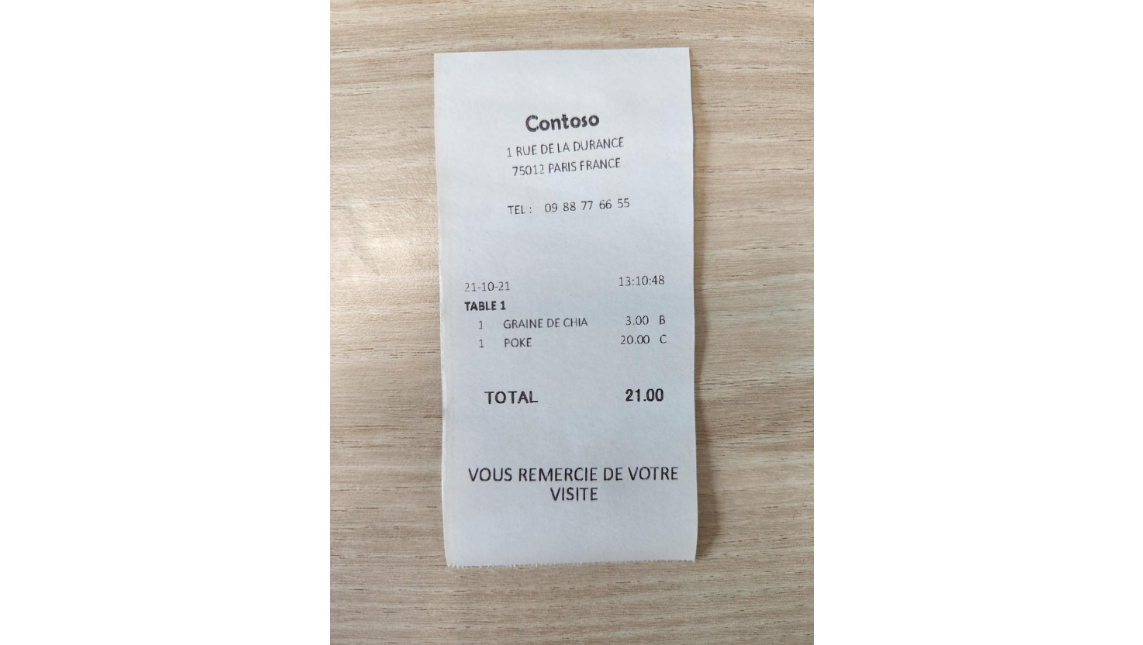 Contoso
1 RUE DE LA DURANCE
75012 PARIS FRANCE
TEL : 09 88 77 66 55
21-10-21 13:10:48
TABLE 1
1 GRAINE DE CHIA 3.00 B
1 POKE 20.00 C
TOTAL 21.00
VOUS REMERCIE DE VOTRE
VISITE